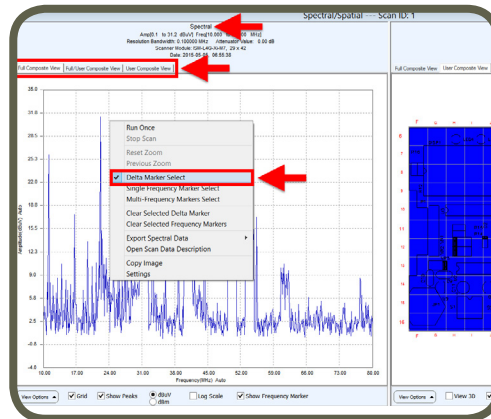 Spectral/Spatial --- Scan ID: 1
Spectral
Resolution Bandwidth: 0.100000 MHz Attenuator Value: 0.00 dB
Date: 2015-05-
Full Composite View Full/User Composite View User Composite View
Full Composite View User Composite View
35.0
Run Once
Stop Scan
Reset Zoom
Previous Zoom
Delta Marker Select
Single Frequency Marker Select
Multi-Frequency Markers Select
Clear Selected Delta Marker
Clear Selected Frequency Markers
Export Spectral Data
Open Scan Data Description
Copy Image
Settings
28.5
25.3
22.0
18.8
15.5
12.3
9.0
5.8
2.5
-4.0
Amplitude(dBuV) Auto
10.00 17.00 24.00 31.00 38.00 45.00 52.00 59.00 66.00 73.00 80.00
Frequency(MHz) Auto
View Options Grid Show Peaks dBuV Log Scale Show Frequency Marker
dBm
View Options View 3D